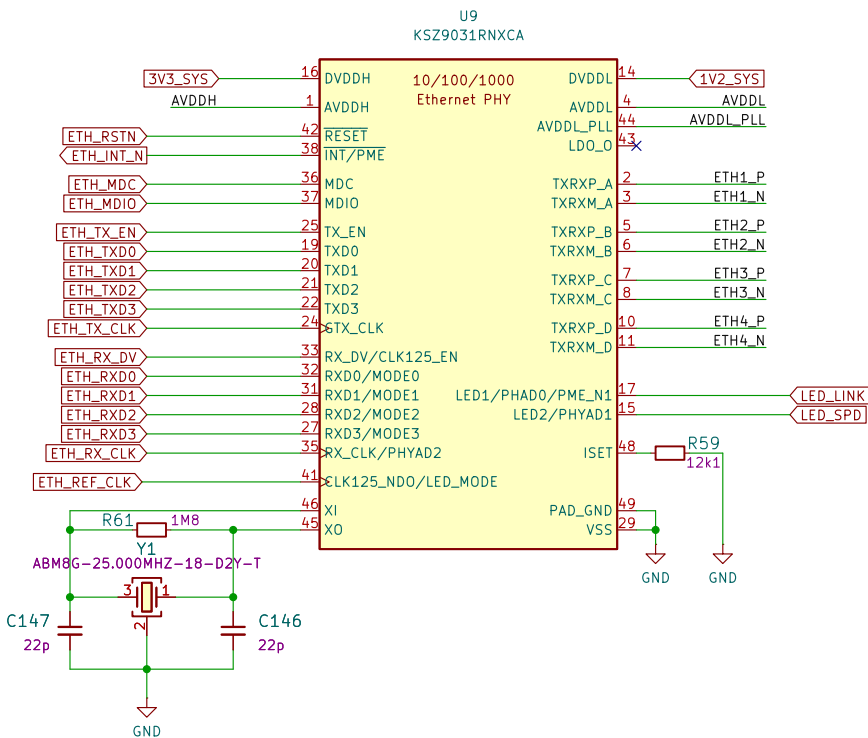 U9
KSZ9031RNXCA
10/100/1000
Ethernet PHY
3V3_SYS 16 DVDDH
AVDDH 1 AVDDH
ETH_RSTN 42 RESET
ETH_INT_N 38 INT/PME
ETH_MDC 36 MDC
ETH_MDIO 37 MDIO
ETH_TX_EN 25 TX_EN
ETH_TXD0 19 TXD0
ETH_TXD1 20 TXD1
ETH_TXD2 21 TXD2
ETH_TXD3 22 TXD3
ETH_TX_CLK 24 GTX_CLK
ETH_RX_DV 33 RX_DV/CLK125_EN
ETH_RXD0 32 RXD0/MODE0
ETH_RXD1 31 RXD1/MODE1
ETH_RXD2 28 RXD2/MODE2
ETH_RXD3 27 RXD3/MODE3
ETH_RX_CLK 35 RX_CLK/PHYAD2
ETH_REF_CLK 41 CLK125_NDO/LED_MODE
46 XI
45 XO
DVDDL 14 1V2_SYS
AVDDL 4 AVDDL
AVDDL_PLL 44 AVDDL_PLL
LDO_O 43
TXRXP_A 2 ETH1_P
TXRXM_A 3 ETH1_N
TXRXP_B 5 ETH2_P
TXRXM_B 6 ETH2_N
TXRXP_C 7 ETH3_P
TXRXM_C 8 ETH3_N
TXRXP_D 10 ETH4_P
TXRXM_D 11 ETH4_N
LED1/PHAD0/PME_N1 17 LED_LINK
LED2/PHYAD1 15 LED_SPD
ISET 48 R59
12k1
PAD_GND 49
VSS 29
GND
GND
R61 1M8
Y1
ABM8G-25.000MHZ-18-D2Y-T
3 1
2
C147
22p
C146
22p
GND